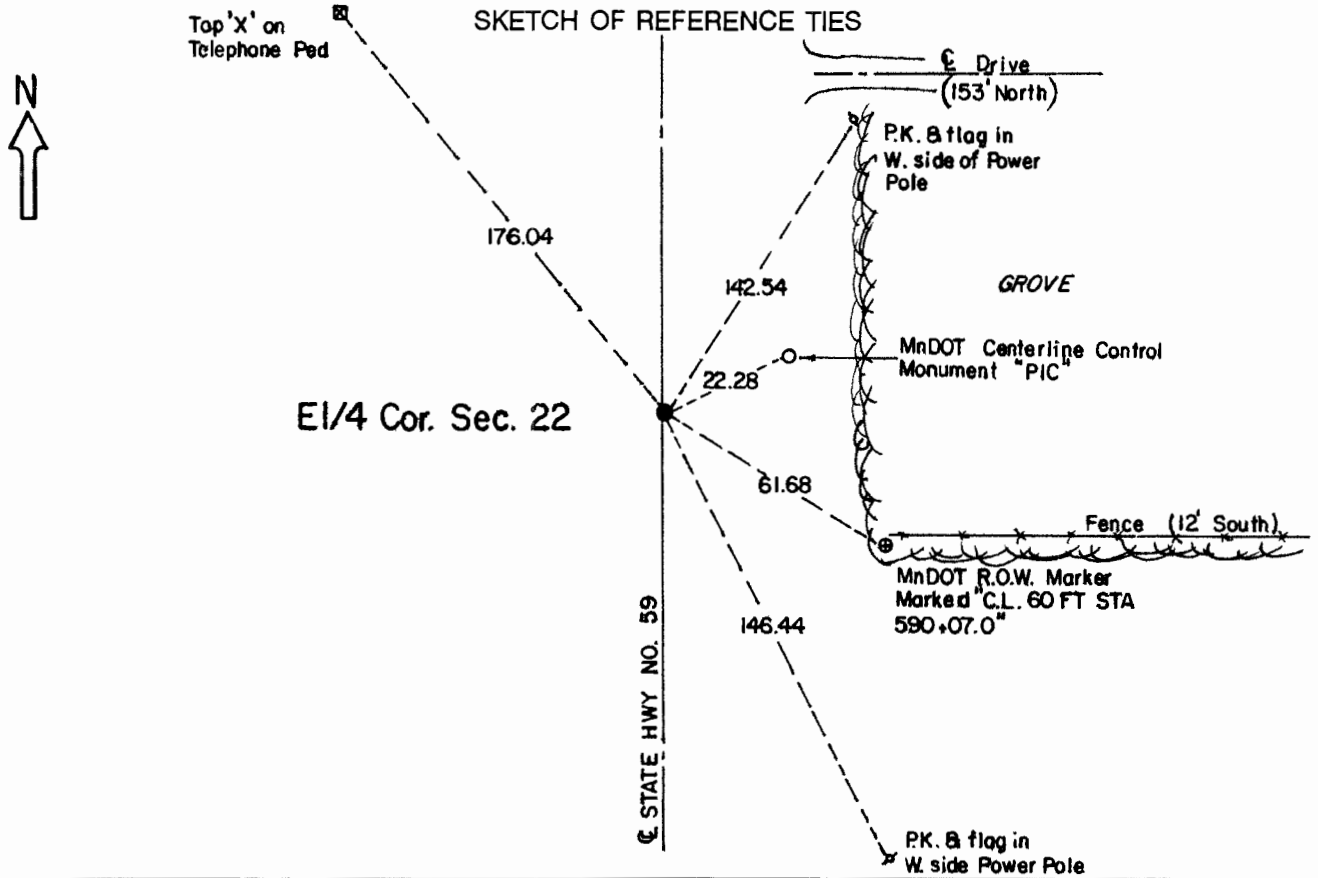 SKETCH OF REFERENCE TIES
Top 'X' on
Telephone Ped
N
℄ Drive
(153' North)
P.K. & flag in
W. side of Power
Pole
176.04
142.54
GROVE
MnDOT Centerline Control
Monument "PIC"
22.28
E1/4 Cor. Sec. 22
61.68
Fence (12' South)
MnDOT R.O.W. Marker
Marked "C.L. 60 FT STA
590+07.0"
146.44
℄ STATE HWY NO. 59
P.K. & flag in
W. side Power Pole